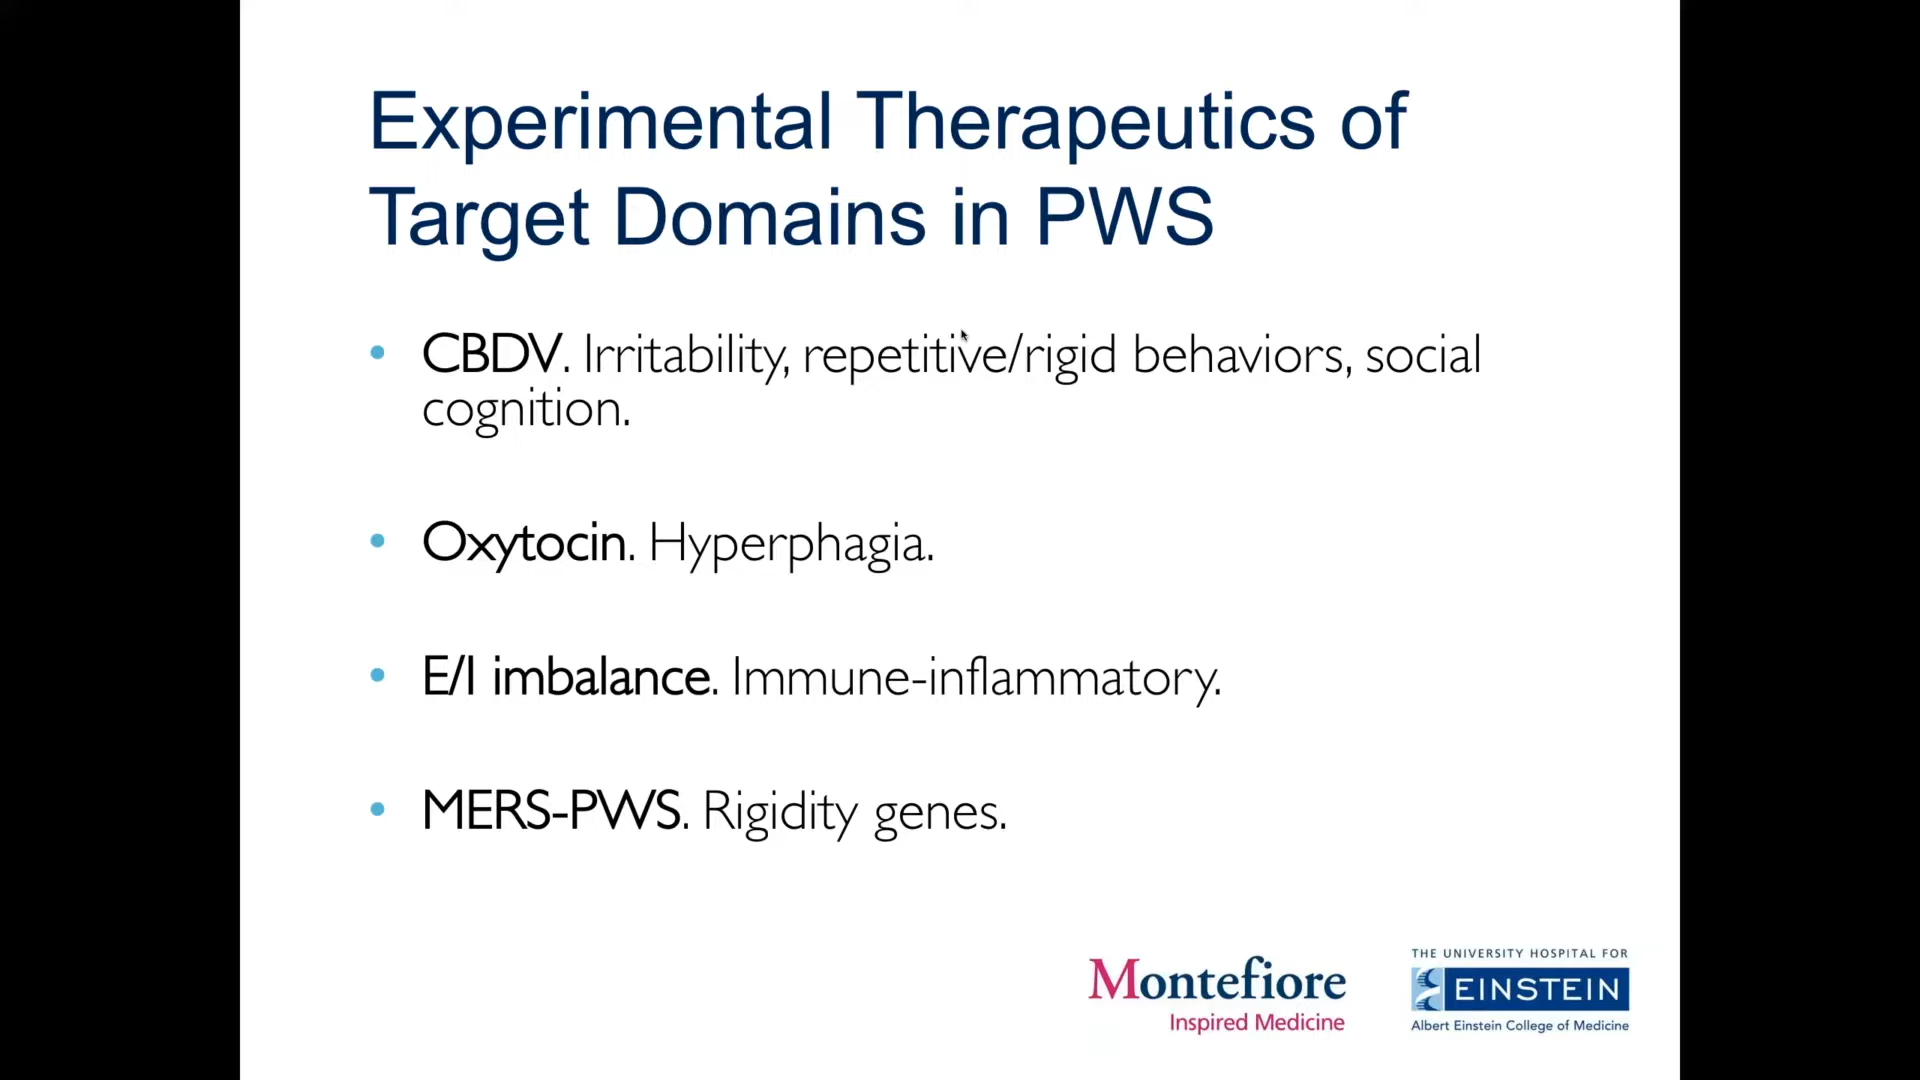 Experimental Therapeutics of
Target Domains in PWS
• CBDV. Irritability, repetitive/rigid behaviors, social
cognition.
• Oxytocin. Hyperphagia.
• E/I imbalance. Immune-inflammatory.
• MERS-PWS. Rigidity genes.
Montefiore
Inspired Medicine
THE UNIVERSITY HOSPITAL FOR
EINSTEIN
Albert Einstein College of Medicine